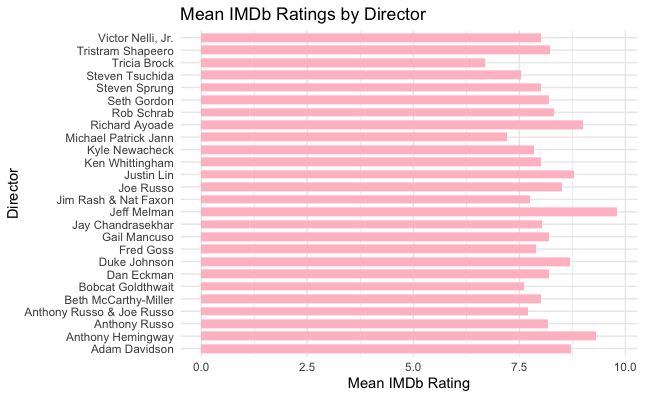 Mean IMDb Ratings by Director
Victor Nelli, Jr.
Tristram Shapeero
Tricia Brock
Steven Tsuchida
Steven Sprung
Seth Gordon
Rob Schrab
Richard Ayoade
Michael Patrick Jann
Kyle Newacheck
Ken Whittingham
Justin Lin
Joe Russo
Jim Rash & Nat Faxon
Jeff Melman
Jay Chandrasekhar
Gail Mancuso
Fred Goss
Duke Johnson
Dan Eckman
Bobcat Goldthwait
Beth McCarthy-Miller
Anthony Russo & Joe Russo
Anthony Russo
Anthony Hemingway
Adam Davidson
Director
0.0 2.5 5.0 7.5 10.0
Mean IMDb Rating